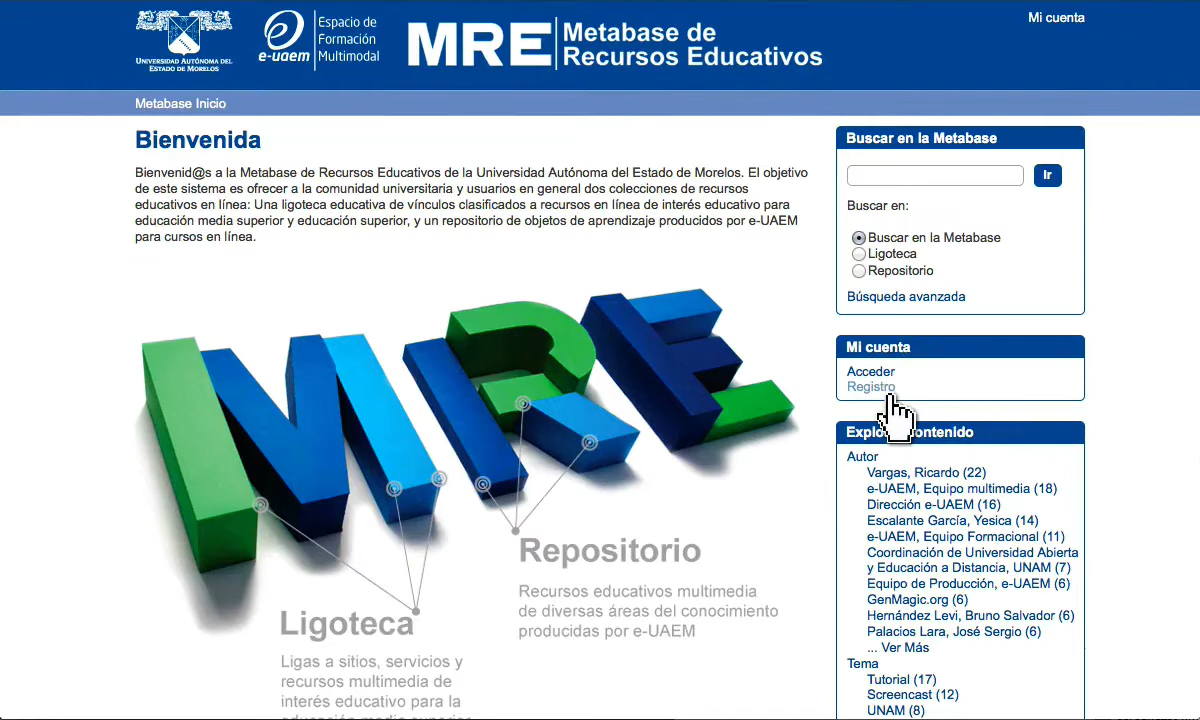 UNIVERSIDAD AUTÓNOMA DEL
ESTADO DE MORELOS
e-uaem
Espacio de
Formación
Multimodal
MRE
Metabase de
Recursos Educativos
Mi cuenta
Metabase Inicio
Bienvenida
Bienvenid@s a la Metabase de Recursos Educativos de la Universidad Autónoma del Estado de Morelos. El objetivo
de este sistema es ofrecer a la comunidad universitaria y usuarios en general dos colecciones de recursos
educativos en línea: Una ligoteca educativa de vínculos clasificados a recursos en línea de interés educativo para
educación media superior y educación superior, y un repositorio de objetos de aprendizaje producidos por e-UAEM
para cursos en línea.
MRE
Repositorio
Recursos educativos multimedia
de diversas áreas del conocimiento
producidas por e-UAEM
Ligoteca
Ligas a sitios, servicios y
recursos multimedia de
interés educativo para la
educación media superior
Buscar en la Metabase
Ir
Buscar en:
Buscar en la Metabase
Ligoteca
Repositorio
Búsqueda avanzada
Mi cuenta
Acceder
Registro
Contenido
Autor
Vargas, Ricardo (22)
e-UAEM, Equipo multimedia (18)
Dirección e-UAEM (16)
Escalante García, Yesica (14)
e-UAEM, Equipo Formacional (11)
Coordinación de Universidad Abierta
y Educación a Distancia, UNAM (7)
Equipo de Producción, e-UAEM (6)
GenMagic.org (6)
Hernández Levi, Bruno Salvador (6)
Palacios Lara, José Sergio (6)
... Ver Más
Tema
Tutorial (17)
Screencast (12)
UNAM (8)